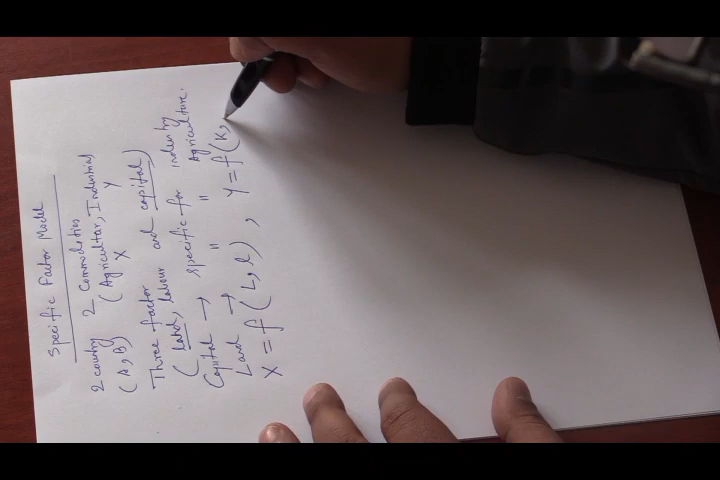 Specific Factor Model
2 country 2 Commodities
(A, B) (Agricultar, Industrial)
X Y
Three factor
(land, labour and capital)
Capital → specific for industry
Land → " " Agriculture.
X = f (L, l) , Y = f (K,